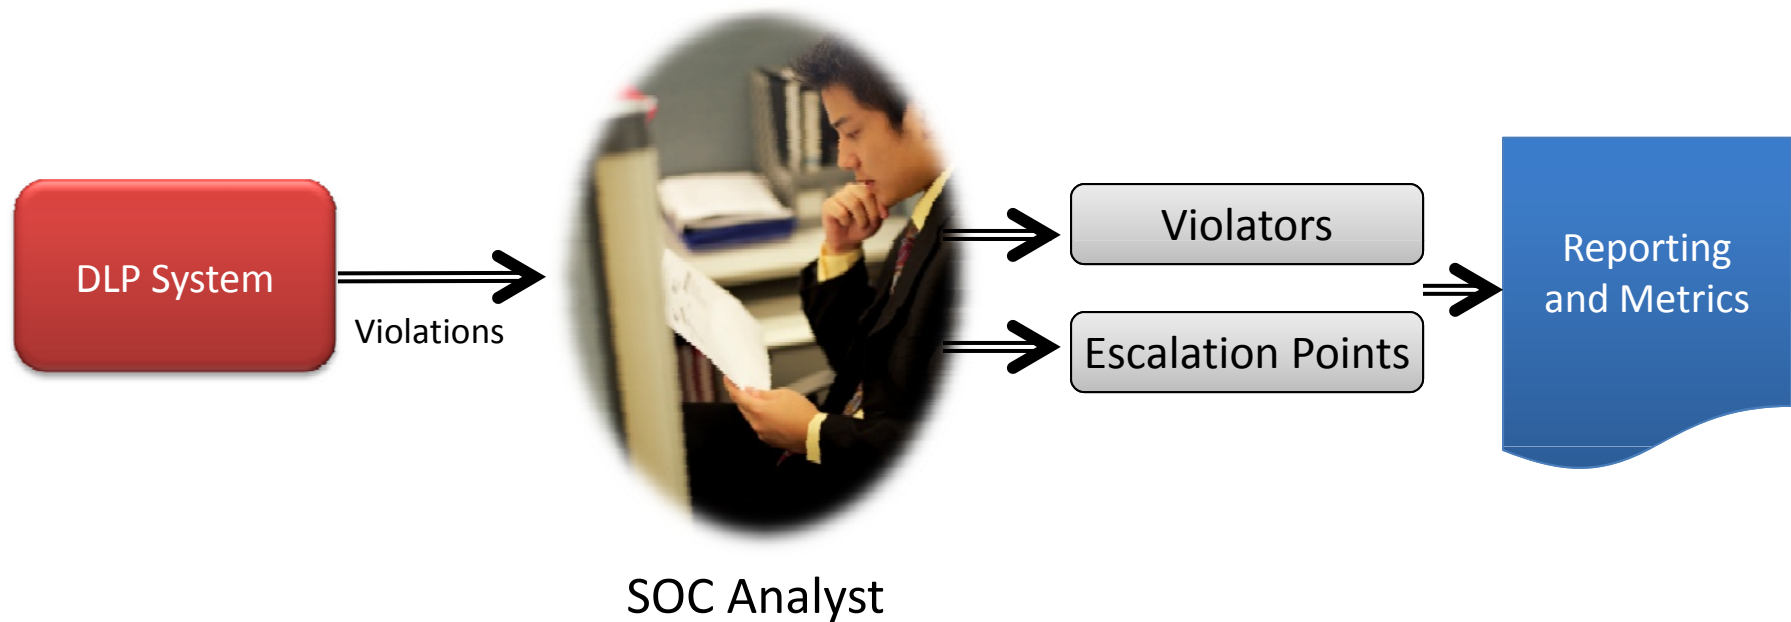 DLP System
Violations
SOC Analyst
Violators
Escalation Points
Reporting
and Metrics